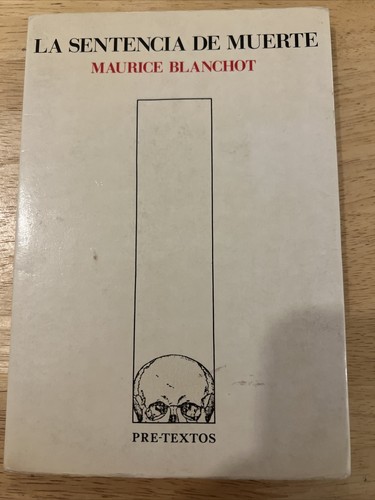 LA SENTENCIA DE MUERTE
MAURICE BLANCHOT
PRE-TEXTOS